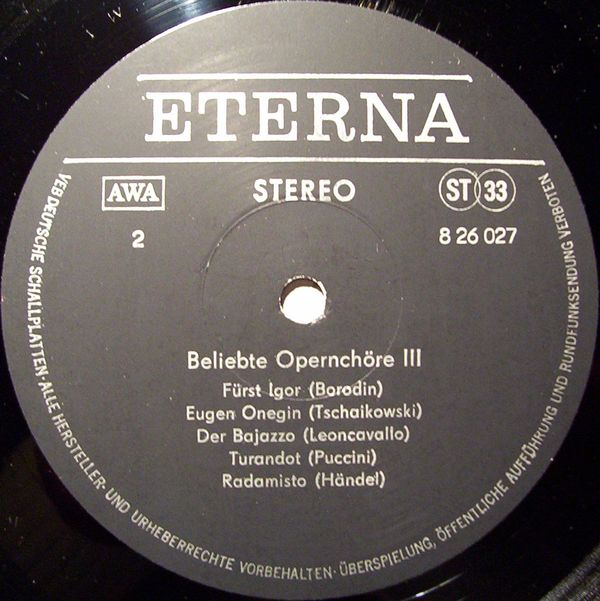 ETERNA
AWA
STEREO
ST 33
2
8 26 027
Beliebte Opernchöre III
Fürst Igor (Borodin)
Eugen Onegin (Tschaikowski)
Der Bajazzo (Leoncavallo)
Turandot (Puccini)
Radamisto (Händel)
VEB DEUTSCHE SCHALLPLATTEN · ALLE HERSTELLER- UND URHEBERRECHTE VORBEHALTEN · ÜBERSPIELUNG, ÖFFENTLICHE AUFFÜHRUNG UND RUNDFUNKSENDUNG VERBOTEN